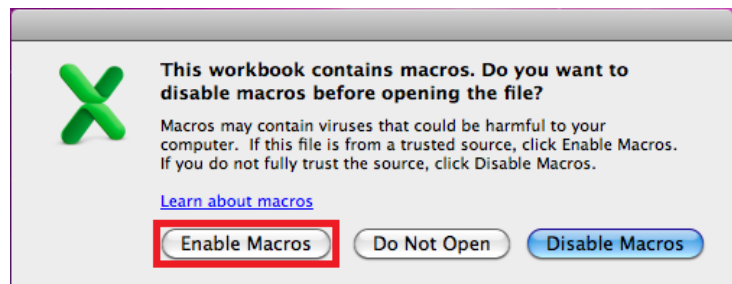 This workbook contains macros. Do you want to
disable macros before opening the file?
Macros may contain viruses that could be harmful to your
computer.  If this file is from a trusted source, click Enable Macros.
If you do not fully trust the source, click Disable Macros.
Learn about macros
Enable Macros Do Not Open Disable Macros